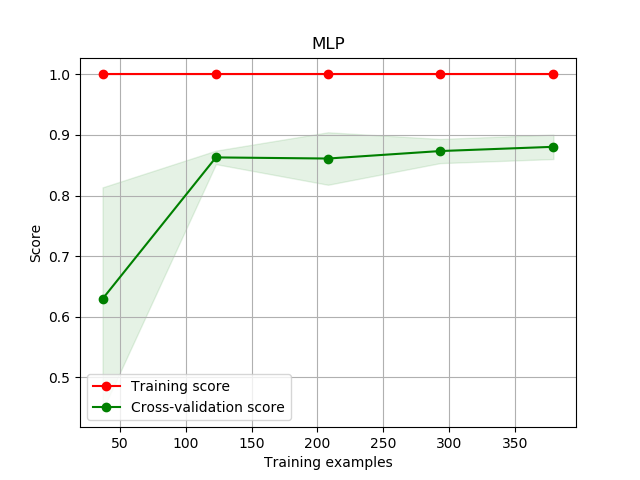 MLP
1.0
0.9
0.8
0.7
0.6
0.5
Score
Training score
Cross-validation score
50 100 150 200 250 300 350
Training examples